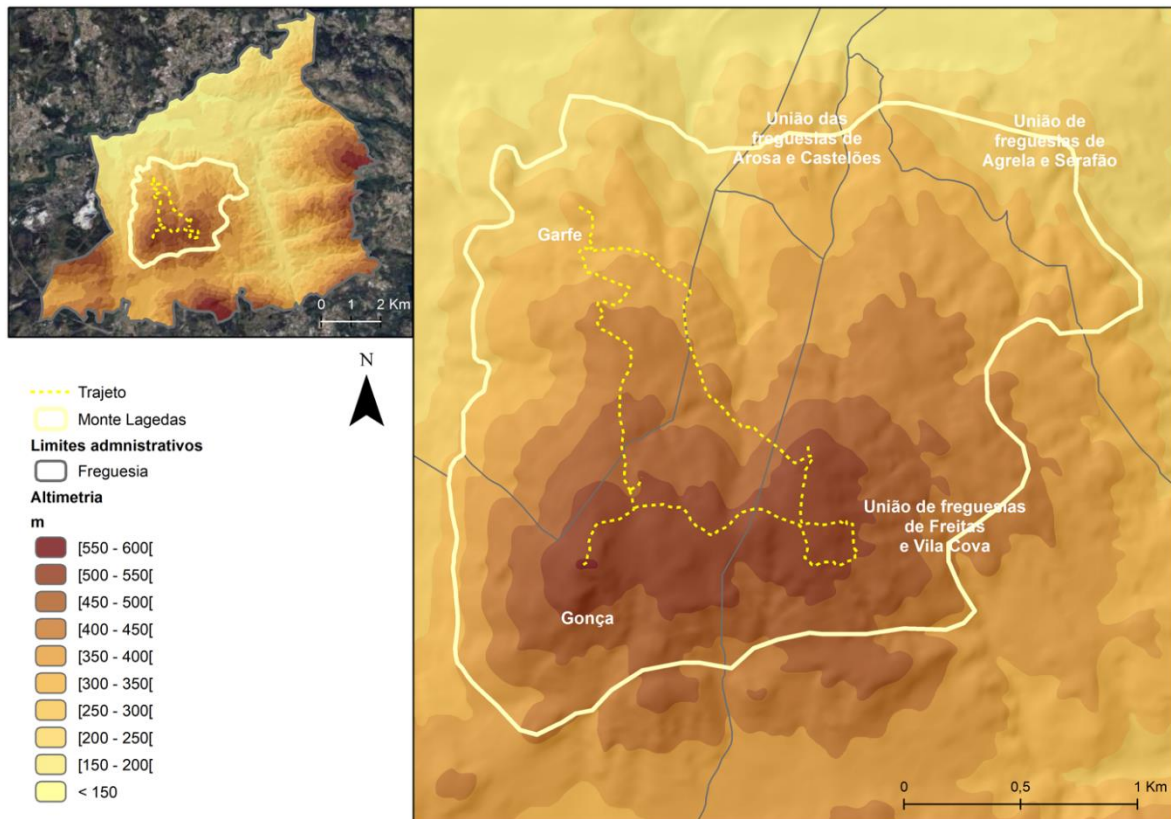 0 1 2 Km
N
Trajeto
Monte Lagedas
Limites admnistrativos
Freguesia
Altimetria
m
[550 - 600[
[500 - 550[
[450 - 500[
[400 - 450[
[350 - 400[
[300 - 350[
[250 - 300[
[200 - 250[
[150 - 200[
< 150
União das
freguesias de
Arosa e Castelões
União de
freguesias de
Agrela e Serafão
Garfe
União de freguesias
de Freitas
e Vila Cova
Gonça
0 0,5 1 Km